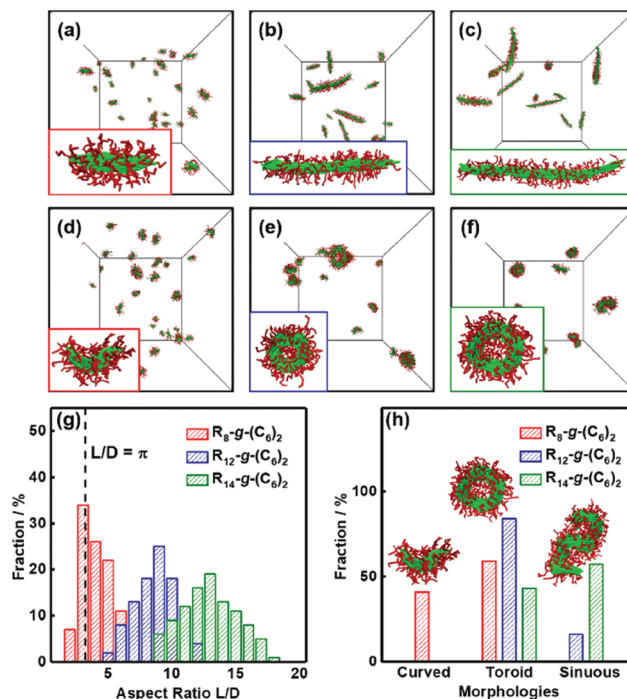 (a)
(b)
(c)
(d)
(e)
(f)
(g)
L/D = π
R₈-g-(C₆)₂
R₁₂-g-(C₆)₂
R₁₄-g-(C₆)₂
Fraction / %
50
40
30
20
10
0
5
10
15
20
Aspect Ratio L/D
(h)
R₈-g-(C₆)₂
R₁₂-g-(C₆)₂
R₁₄-g-(C₆)₂
Fraction / %
100
50
0
Curved
Toroid
Sinuous
Morphologies